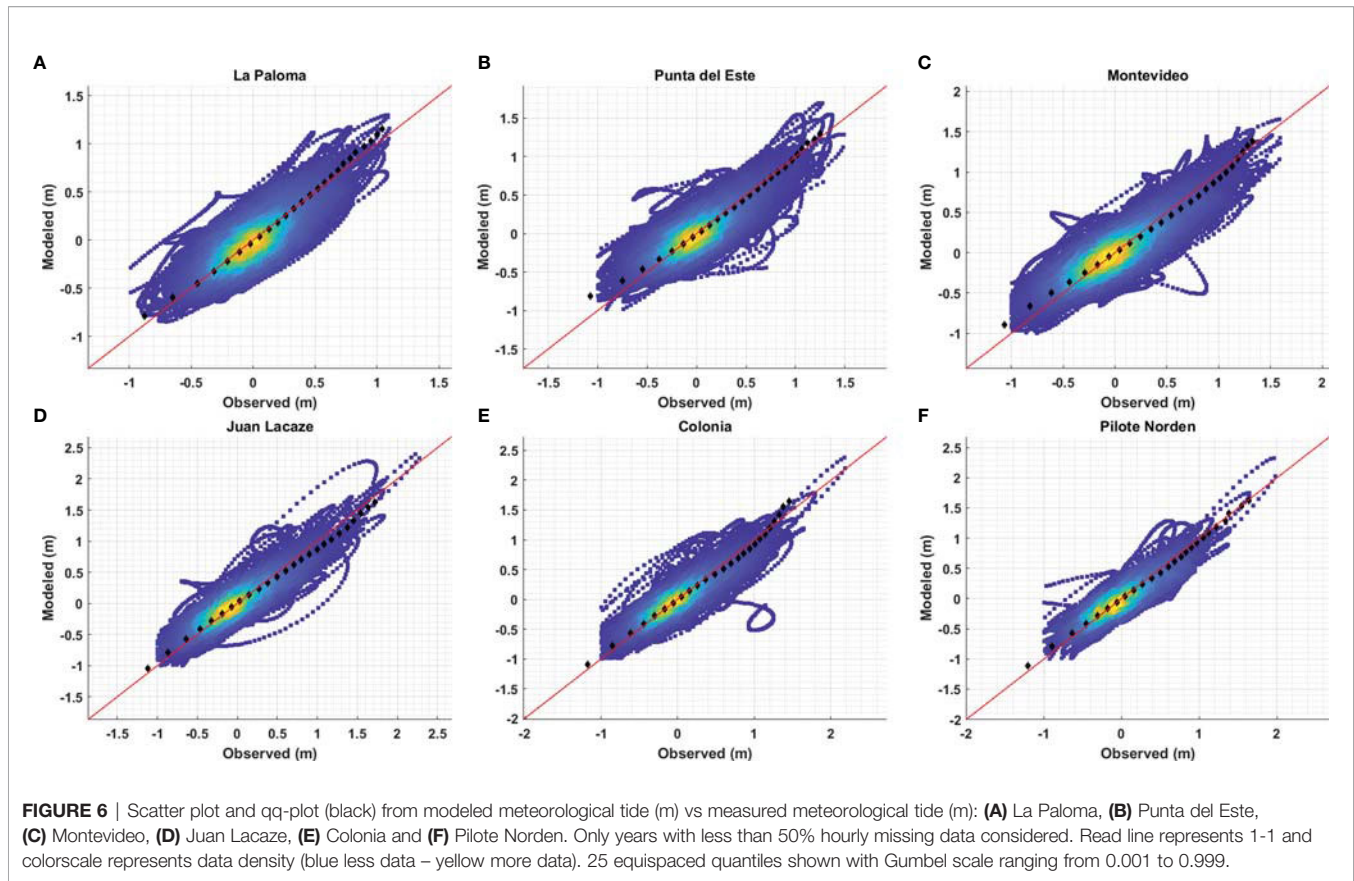 A
La Paloma
1.5
1
0.5
0
-0.5
-1
Modeled (m)
-1 -0.5 0 0.5 1 1.5
Observed (m)
B
Punta del Este
1.5
1
0.5
0
-0.5
-1
-1.5
Modeled (m)
-1.5 -1 -0.5 0 0.5 1 1.5
Observed (m)
C
Montevideo
2
1.5
1
0.5
0
-0.5
-1
Modeled (m)
-1 -0.5 0 0.5 1 1.5 2
Observed (m)
D
Juan Lacaze
2.5
2
1.5
1
0.5
0
-0.5
-1
-1.5
Modeled (m)
-1.5 -1 -0.5 0 0.5 1 1.5 2 2.5
Observed (m)
E
Colonia
2.5
2
1.5
1
0.5
0
-0.5
-1
-1.5
-2
Modeled (m)
-2 -1 0 1 2
Observed (m)
F
Pilote Norden
2.5
2
1.5
1
0.5
0
-0.5
-1
-1.5
-2
Modeled (m)
-2 -1 0 1 2
Observed (m)
FIGURE 6 | Scatter plot and qq-plot (black) from modeled meteorological tide (m) vs measured meteorological tide (m): (A) La Paloma, (B) Punta del Este,
(C) Montevideo, (D) Juan Lacaze, (E) Colonia and (F) Pilote Norden. Only years with less than 50% hourly missing data considered. Read line represents 1-1 and
colorscale represents data density (blue less data – yellow more data). 25 equispaced quantiles shown with Gumbel scale ranging from 0.001 to 0.999.